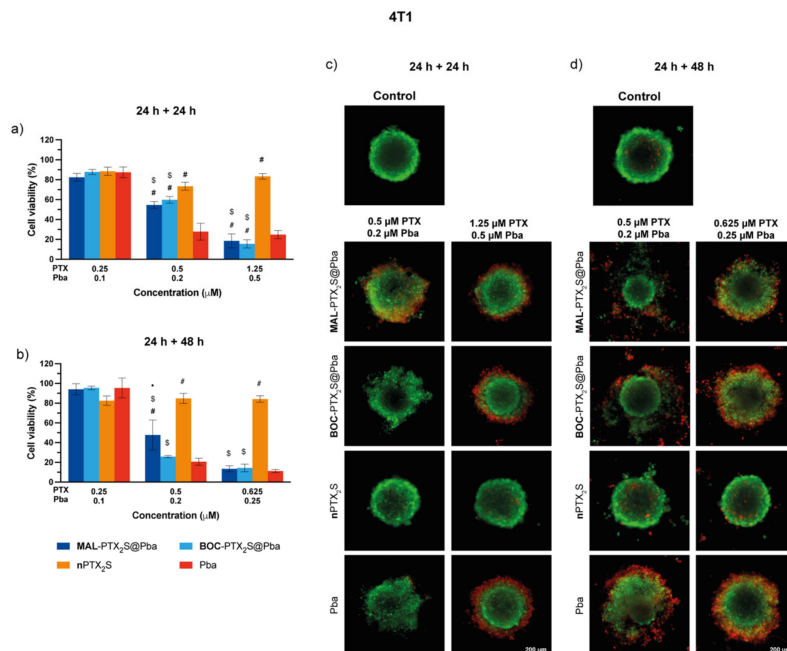 4T1
a)
24 h + 24 h
Cell viability (%)
120
100
80
60
40
20
0
$
#
$
#
#
$
#
$
#
#
PTX 0.25 0.5 1.25
Pba 0.1 0.2 0.5
Concentration (µM)
b)
24 h + 48 h
Cell viability (%)
120
100
80
60
40
20
0
•
$
#
$
#
$
$
#
PTX 0.25 0.5 0.625
Pba 0.1 0.2 0.25
Concentration (µM)
MAL-PTX₂S@Pba
BOC-PTX₂S@Pba
nPTX₂S
Pba
c)
24 h + 24 h
Control
0.5 µM PTX
0.2 µM Pba
1.25 µM PTX
0.5 µM Pba
MAL-PTX₂S@Pba
BOC-PTX₂S@Pba
nPTX₂S
Pba
200 µm
d)
24 h + 48 h
Control
0.5 µM PTX
0.2 µM Pba
0.625 µM PTX
0.25 µM Pba
MAL-PTX₂S@Pba
BOC-PTX₂S@Pba
nPTX₂S
Pba
200 µm